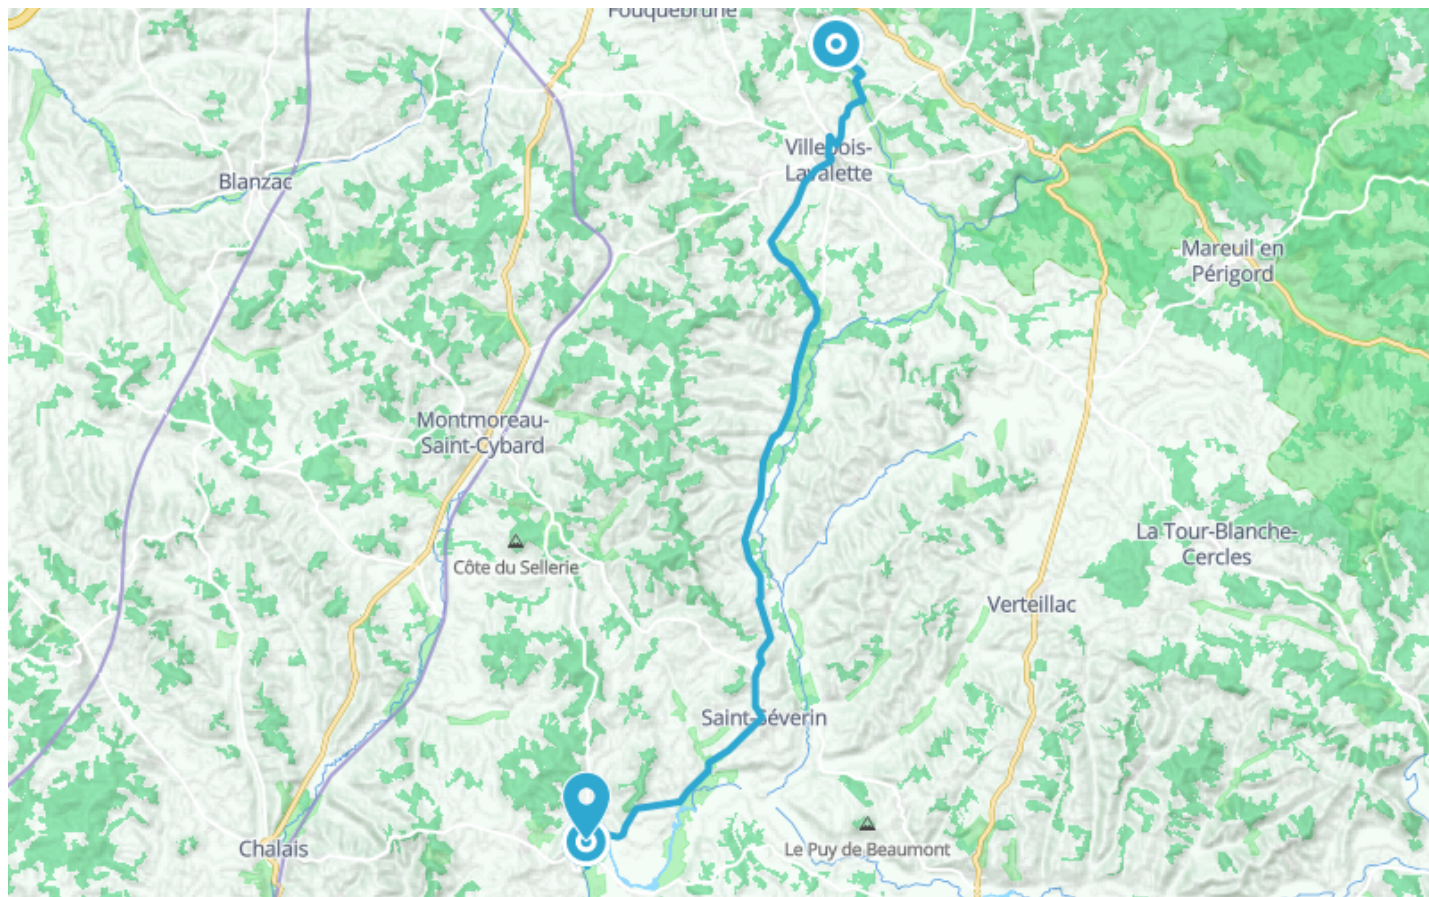 Fouquebrune
Villebois-
Lavalette
Blanzac
Mareuil en
Périgord
Montmoreau-
Saint-Cybard
La Tour-Blanche-
Cercles
Côte du Sellerie
Verteillac
Saint-Séverin
Chalais
Le Puy de Beaumont